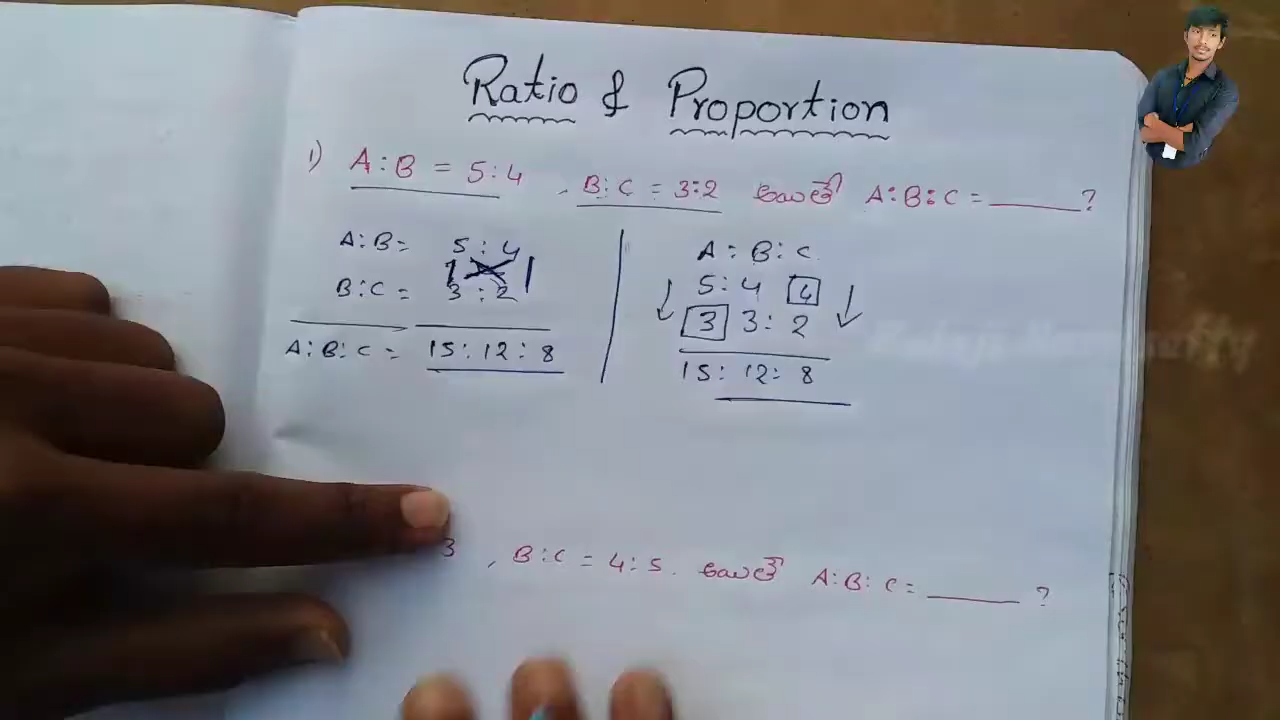 Ratio & Proportion
1) A:B = 5:4 , B:C = 3:2 అయితే A:B:C = ______ ?
A:B = 5:4
B:C = 3:2
A:B:C = 15:12:8
A:B:C
5:4 4
3 3:2
15:12:8
3 , B:C = 4:5. అయితే A:B:C = ______ ?